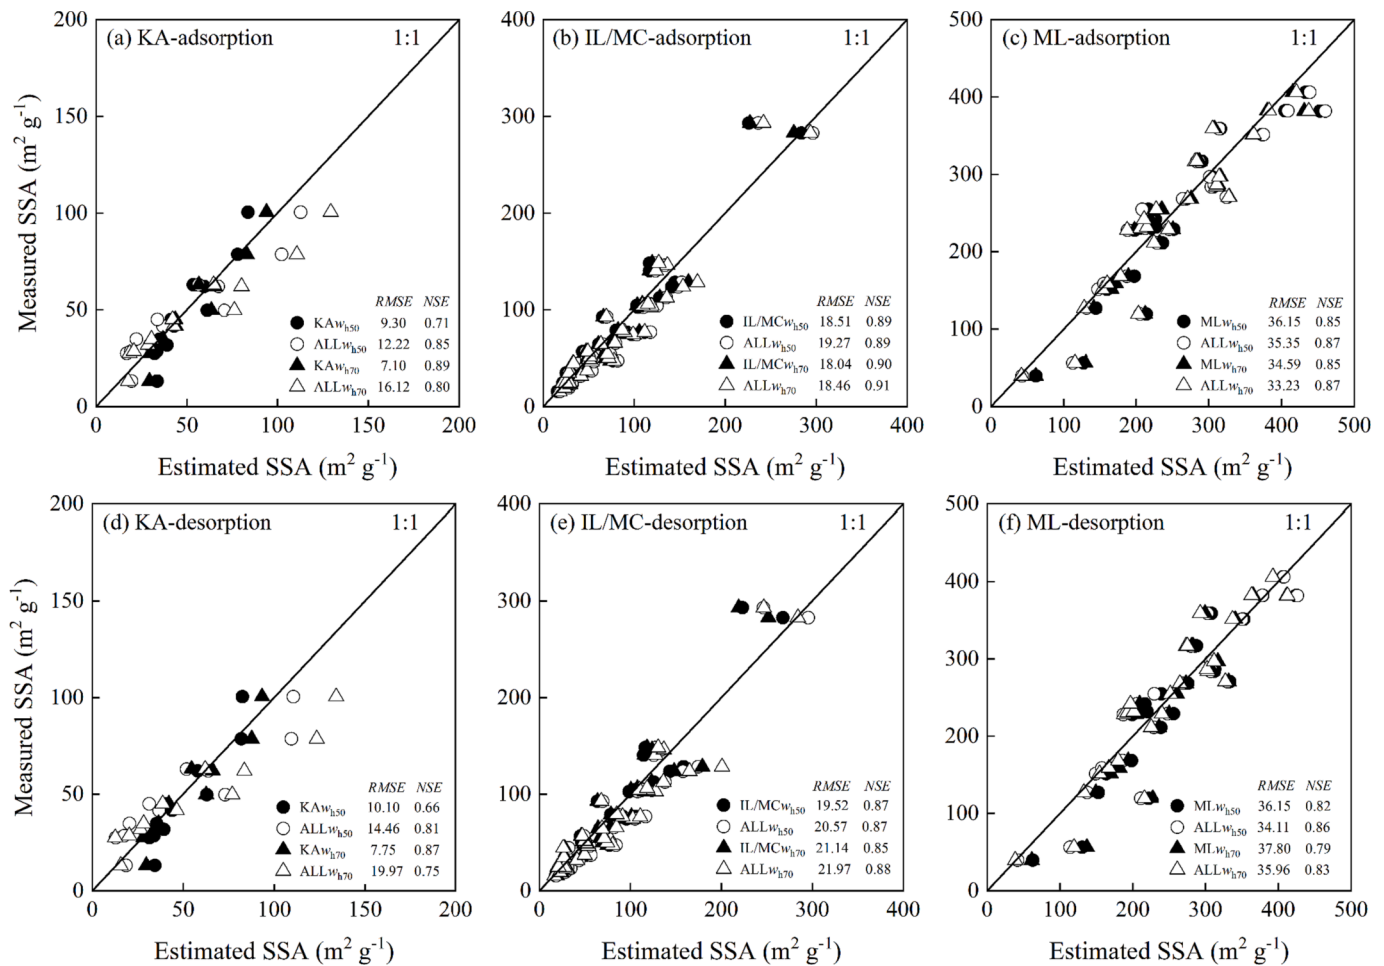 (a) KA-adsorption 1:1
Measured SSA (m² g⁻¹)
200
150
100
50
0
RMSE NSE
KAwh50 9.30 0.71
ALLwh50 12.22 0.85
KAwh70 7.10 0.89
ALLwh70 16.12 0.80
0 50 100 150 200
Estimated SSA (m² g⁻¹)
(b) IL/MC-adsorption 1:1
400
300
200
100
0
RMSE NSE
IL/MCwh50 18.51 0.89
ALLwh50 19.27 0.89
IL/MCwh70 18.04 0.90
ALLwh70 18.46 0.91
0 100 200 300 400
Estimated SSA (m² g⁻¹)
(c) ML-adsorption 1:1
500
400
300
200
100
0
RMSE NSE
MLwh50 36.15 0.85
ALLwh50 35.35 0.87
MLwh70 34.59 0.85
ALLwh70 33.23 0.87
0 100 200 300 400 500
Estimated SSA (m² g⁻¹)
(d) KA-desorption 1:1
Measured SSA (m² g⁻¹)
200
150
100
50
0
RMSE NSE
KAwh50 10.10 0.66
ALLwh50 14.46 0.81
KAwh70 7.75 0.87
ALLwh70 19.97 0.75
0 50 100 150 200
Estimated SSA (m² g⁻¹)
(e) IL/MC-desorption 1:1
400
300
200
100
0
RMSE NSE
IL/MCwh50 19.52 0.87
ALLwh50 20.57 0.87
IL/MCwh70 21.14 0.85
ALLwh70 21.97 0.88
0 100 200 300 400
Estimated SSA (m² g⁻¹)
(f) ML-desorption 1:1
500
400
300
200
100
0
RMSE NSE
MLwh50 36.15 0.82
ALLwh50 34.11 0.86
MLwh70 37.80 0.79
ALLwh70 35.96 0.83
0 100 200 300 400 500
Estimated SSA (m² g⁻¹)